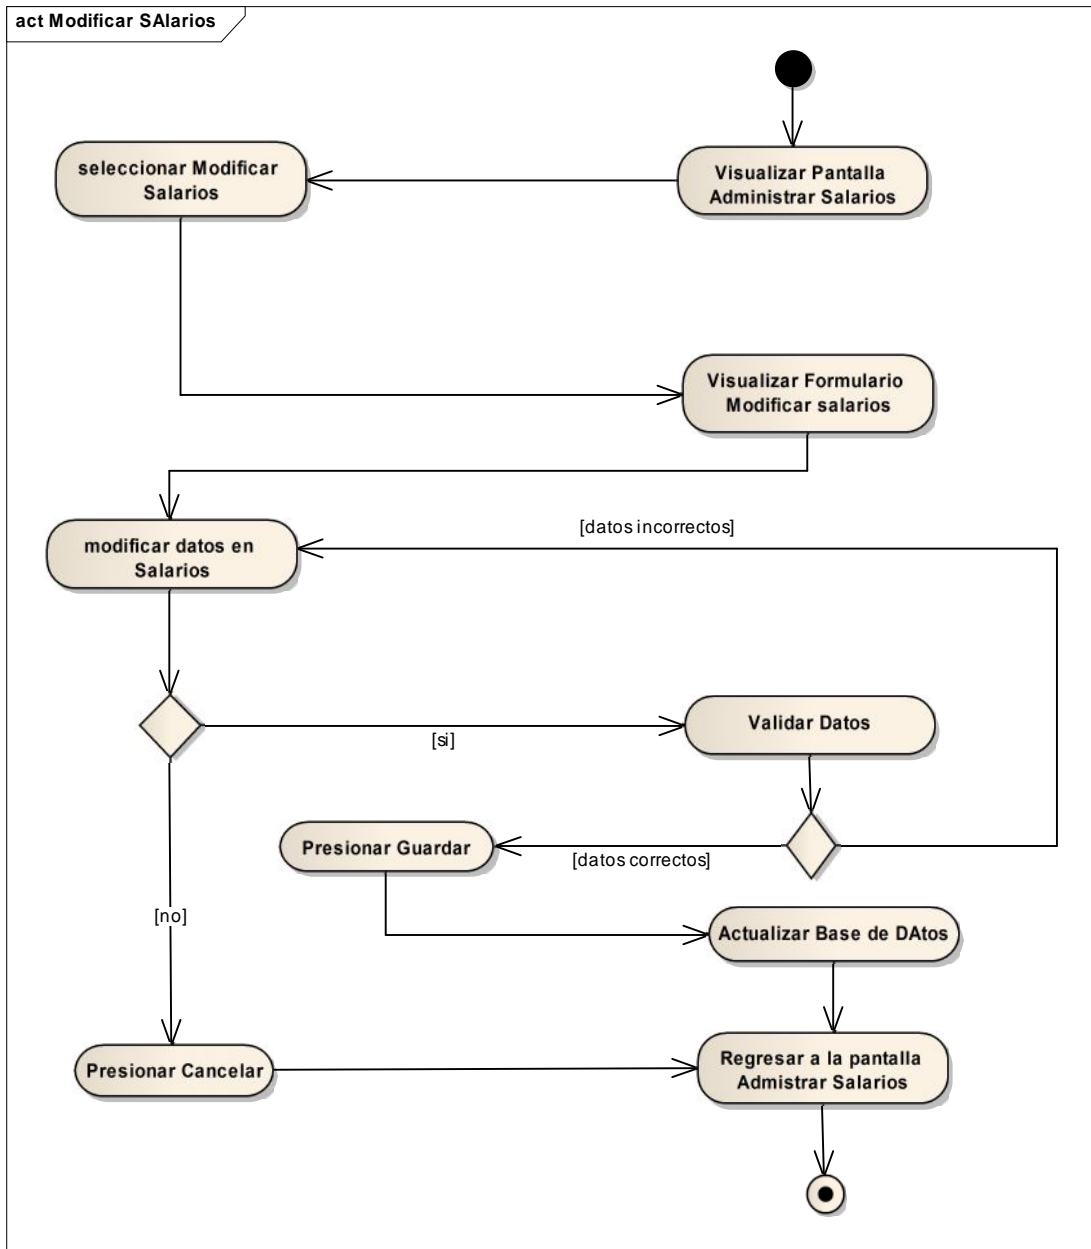 act Modificar SAlarios
seleccionar Modificar
Salarios
Visualizar Pantalla
Administrar Salarios
Visualizar Formulario
Modificar salarios
[datos incorrectos]
modificar datos en
Salarios
[si]
Validar Datos
Presionar Guardar
[datos correctos]
[no]
Actualizar Base de DAtos
Presionar Cancelar
Regresar a la pantalla
Admistrar Salarios